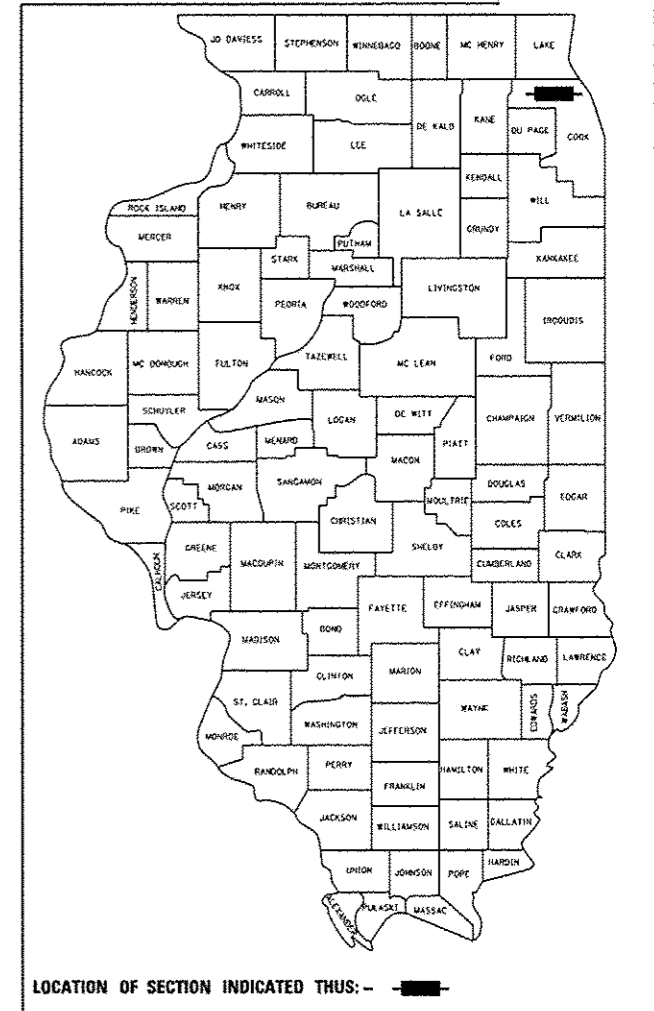 JO DAVIESS STEPHENSON WINNEBAGO BOONE MC HENRY LAKE
CARROLL OGLE DE KALB KANE DU PAGE COOK
WHITESIDE LEE
KENDALL
ROCK ISLAND HENRY BUREAU LA SALLE WILL
MERCER PUTNAM GRUNDY
STARK MARSHALL KANKAKEE
HENDERSON WARREN KNOX PEORIA WOODFORD LIVINGSTON
IROQUOIS
HANCOCK MC DONOUGH FULTON TAZEWELL MC LEAN FORD
MASON
SCHUYLER LOGAN DE WITT CHAMPAIGN VERMILION
ADAMS BROWN CASS MENARD PIATT
MACON
MORGAN SANGAMON DOUGLAS EDGAR
PIKE SCOTT MOULTRIE
CHRISTIAN COLES
GREENE SHELBY
CALHOUN MACOUPIN MONTGOMERY CUMBERLAND CLARK
JERSEY FAYETTE EFFINGHAM JASPER CRAWFORD
BOND
MADISON CLAY RICHLAND LAWRENCE
CLINTON MARION
ST. CLAIR WAYNE EDWARDS WABASH
WASHINGTON JEFFERSON
MONROE
RANDOLPH PERRY HAMILTON WHITE
FRANKLIN
JACKSON WILLIAMSON SALINE GALLATIN
UNION JOHNSON POPE HARDIN
ALEXANDER PULASKI MASSAC
LOCATION OF SECTION INDICATED THUS: -